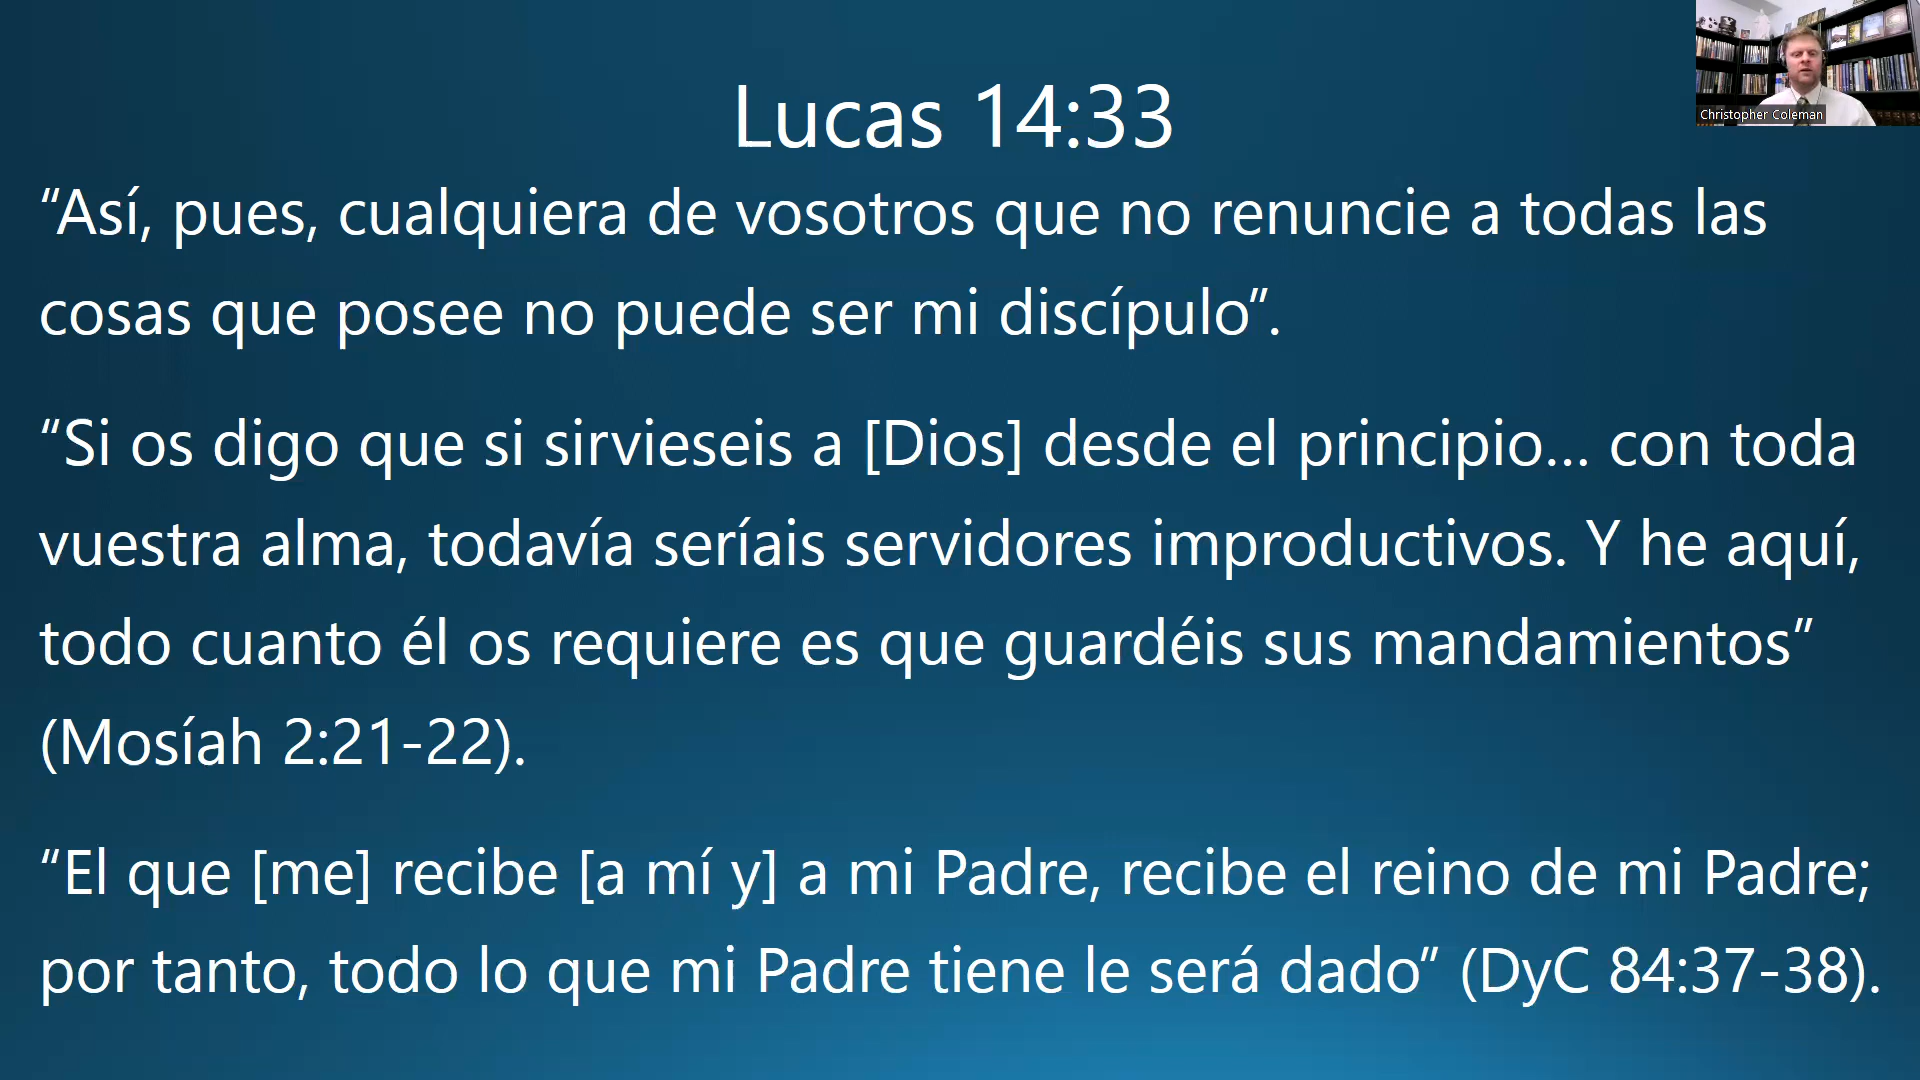 Lucas 14:33
Christopher Coleman
“Así, pues, cualquiera de vosotros que no renuncie a todas las
cosas que posee no puede ser mi discípulo”.
“Si os digo que si sirvieseis a [Dios] desde el principio... con toda
vuestra alma, todavía seríais servidores improductivos. Y he aquí,
todo cuanto él os requiere es que guardéis sus mandamientos”
(Mosíah 2:21-22).
“El que [me] recibe [a mí y] a mi Padre, recibe el reino de mi Padre;
por tanto, todo lo que mi Padre tiene le será dado” (DyC 84:37-38).